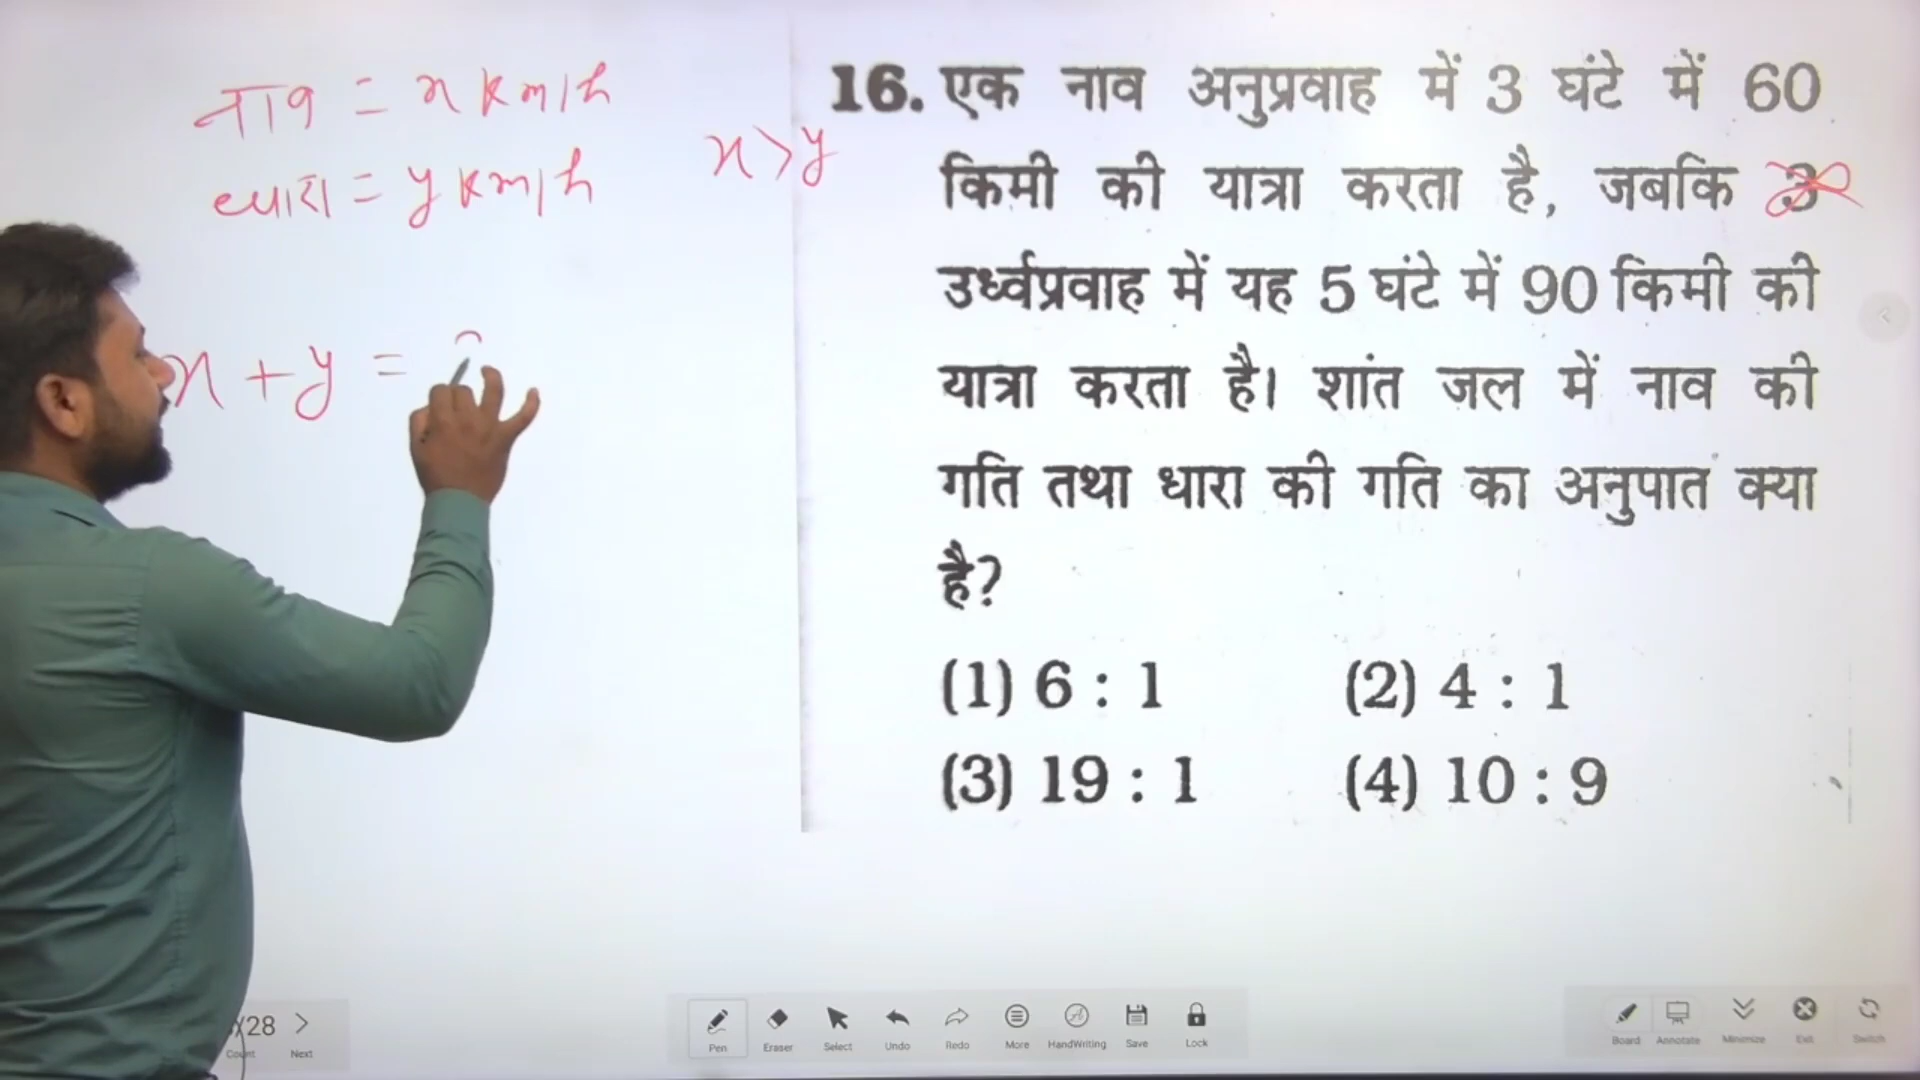 नाव = x km/h
धारा = y km/h
x > y
x + y =
16. एक नाव अनुप्रवाह में 3 घंटे में 60
किमी की यात्रा करता है, जबकि 3
उर्ध्वप्रवाह में यह 5 घंटे में 90 किमी की
यात्रा करता है। शांत जल में नाव की
गति तथा धारा की गति का अनुपात क्या
है?
(1) 6 : 1 (2) 4 : 1
(3) 19 : 1 (4) 10 : 9
/28
Count Next
Pen Eraser Select Undo Redo More HandWriting Save Lock
Board Annotate Minimize Exit Switch